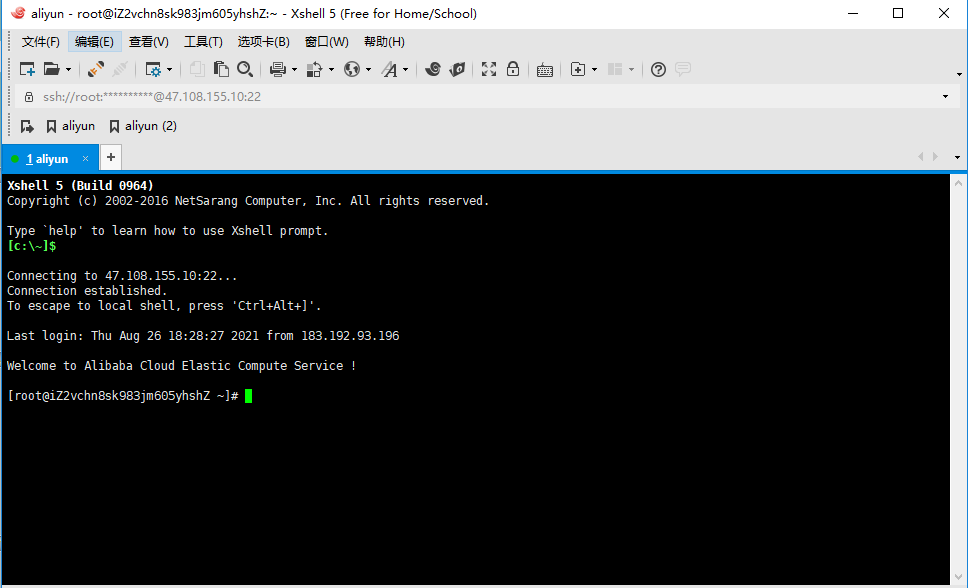 aliyun - root@iZ2vchn8sk983jm605yhshZ:~ - Xshell 5 (Free for Home/School)
文件(F) 编辑(E) 查看(V) 工具(T) 选项卡(B) 窗口(W) 帮助(H)
ssh://root:**********@47.108.155.10:22
aliyun aliyun (2)
1 aliyun × +
Xshell 5 (Build 0964)
Copyright (c) 2002-2016 NetSarang Computer, Inc. All rights reserved.
Type `help' to learn how to use Xshell prompt.
[c:\~]$
Connecting to 47.108.155.10:22...
Connection established.
To escape to local shell, press 'Ctrl+Alt+]'.
Last login: Thu Aug 26 18:28:27 2021 from 183.192.93.196
Welcome to Alibaba Cloud Elastic Compute Service !
[root@iZ2vchn8sk983jm605yhshZ ~]#